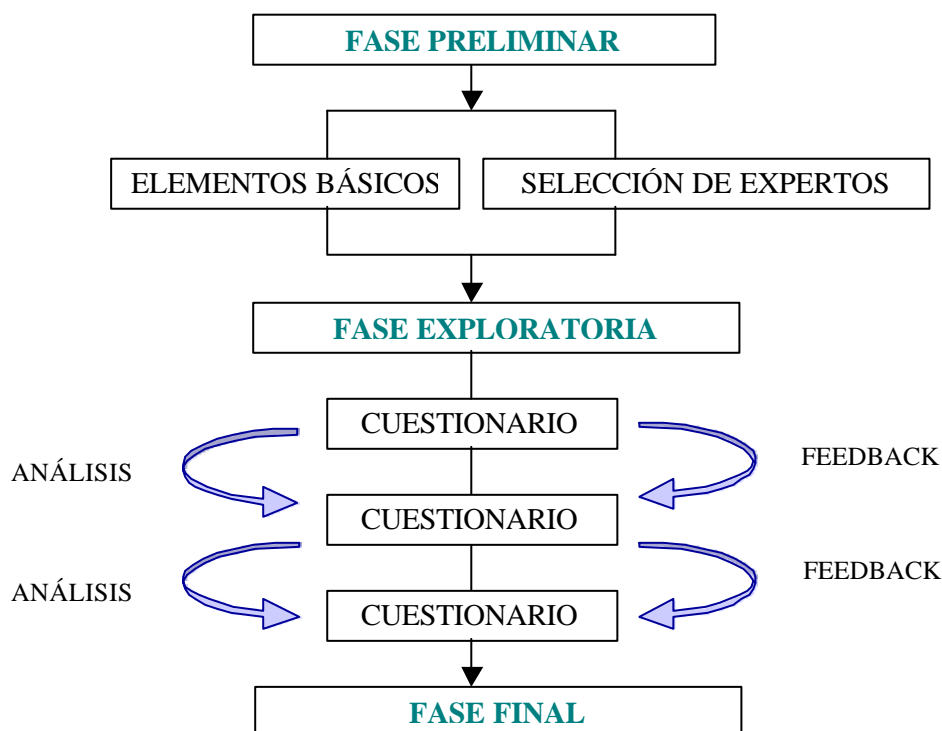 FASE PRELIMINAR
ELEMENTOS BÁSICOS
SELECCIÓN DE EXPERTOS
FASE EXPLORATORIA
CUESTIONARIO
ANÁLISIS
FEEDBACK
CUESTIONARIO
ANÁLISIS
FEEDBACK
CUESTIONARIO
FASE FINAL